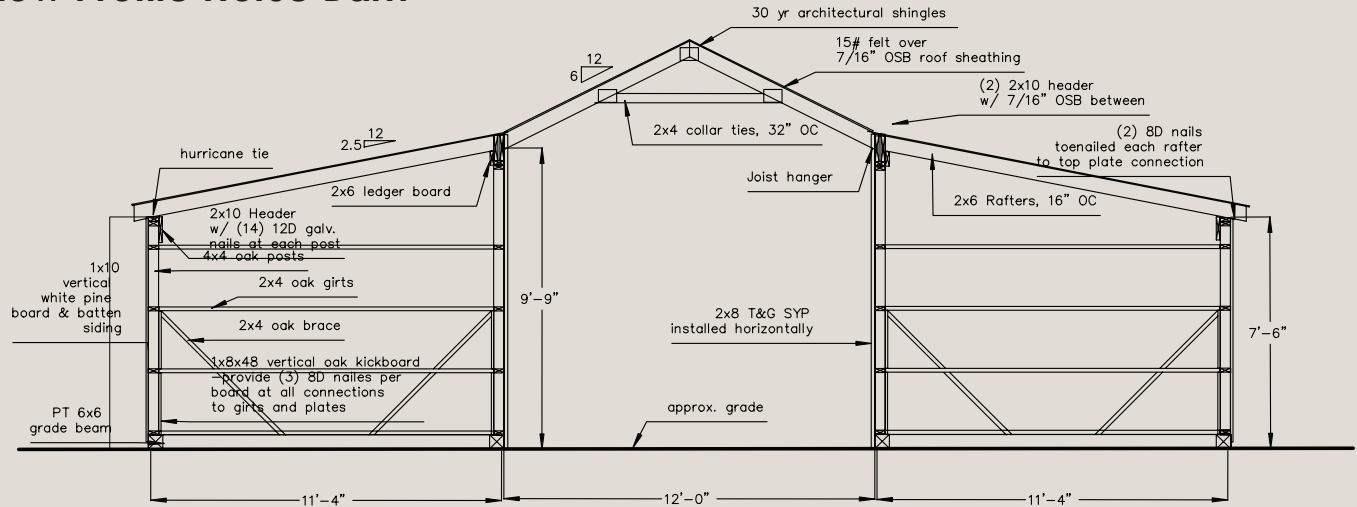 30 yr architectural shingles
15# felt over
7/16” OSB roof sheathing
12
6
(2) 2x10 header
w/ 7/16” OSB between
2x4 collar ties, 32” OC
(2) 8D nails
toenailed each rafter
to top plate connection
12
2.5
hurricane tie
2x6 ledger board
Joist hanger
2x6 Rafters, 16” OC
2x10 Header
w/ (14) 12D galv.
nails at each post
4x4 oak posts
1x10
vertical
white pine
board & batten
siding
2x4 oak girts
9’-9”
2x8 T&G SYP
installed horizontally
7’-6”
2x4 oak brace
1x8x48 vertical oak kickboard
-provide (3) 8D nailes per
board at all connections
to girts and plates
PT 6x6
grade beam
approx. grade
11’-4”
12’-0”
11’-4”